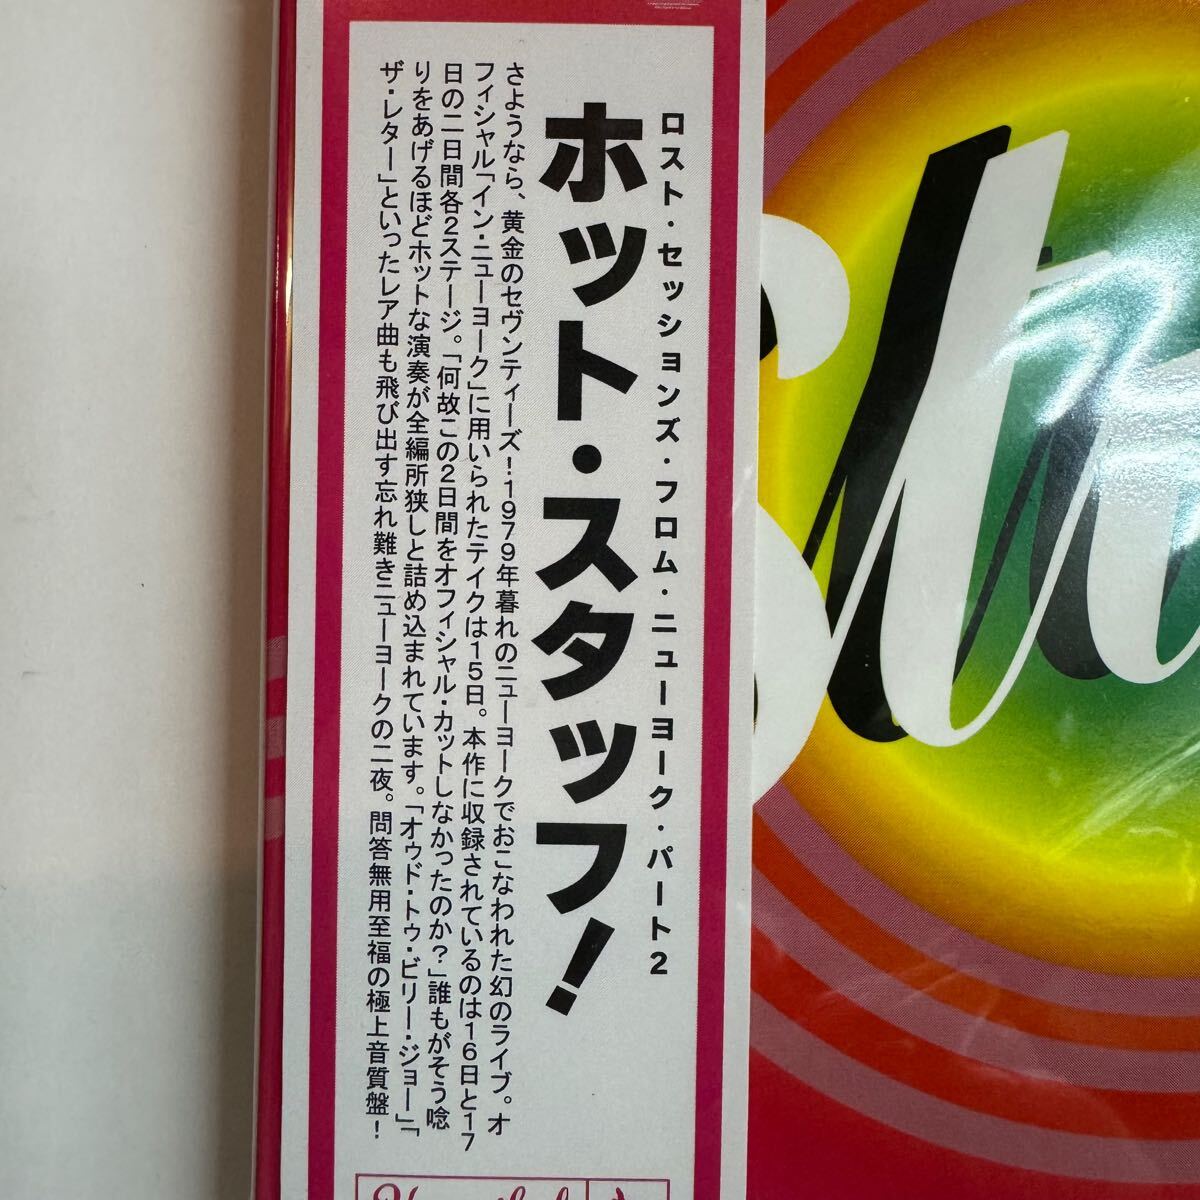 ロスト・セッションズ・フロム・ニューヨーク・パート2
ホット・スタッフ!
さようなら、黄金のセヴンティーズ!1979年暮れのニューヨークでおこなわれた幻のライブ。オ
フィシャル「イン・ニューヨーク」に用いられたテイクは15日。本作に収録されているのは16日と17
日の二日間各2ステージ。「何故この2日間をオフィシャル・カットしなかったのか?」誰もがそう唸
りをあげるほどホットな演奏が全編所狭しと詰め込まれています。「オゥド・トゥ・ビリー・ジョー」「
ザ・レター」といったレア曲も飛び出す忘れ難きニューヨークの二夜。問答無用至福の極上音質盤!